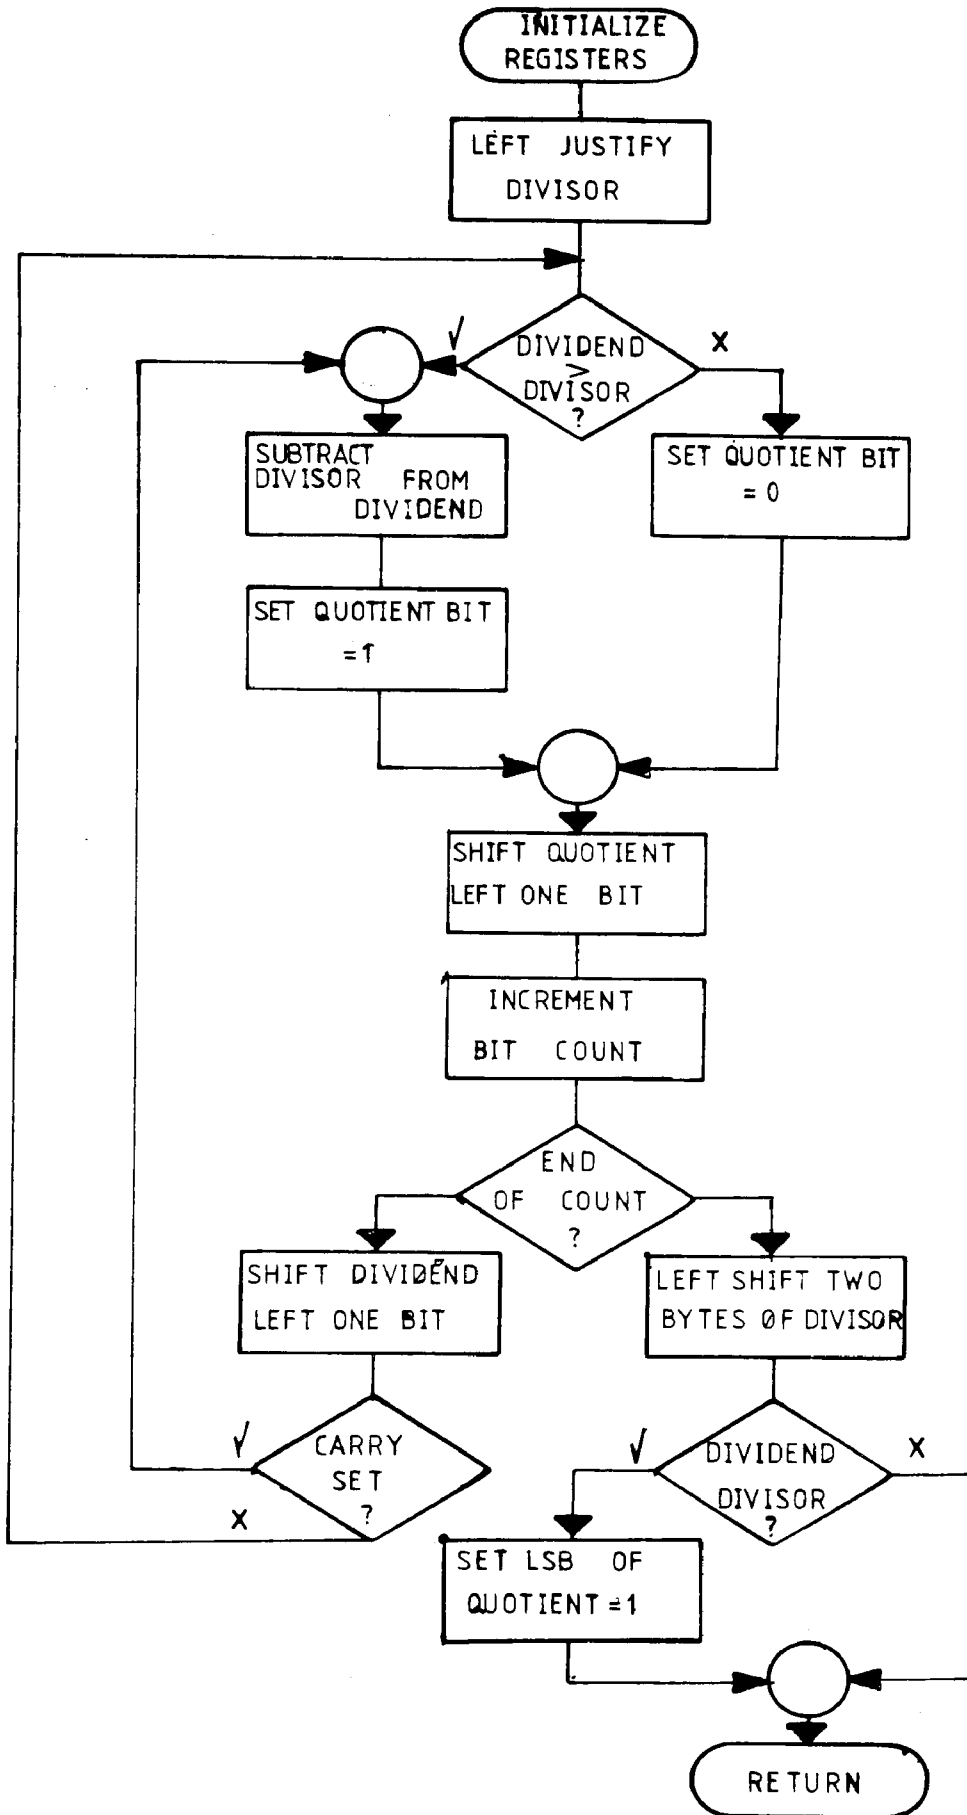 INITIALIZE
REGISTERS
LEFT JUSTIFY
DIVISOR
DIVIDEND
>
DIVISOR
?
√
X
SUBTRACT
DIVISOR FROM
DIVIDEND
SET QUOTIENT BIT
= 0
SET QUOTIENT BIT
=1
SHIFT QUOTIENT
LEFT ONE BIT
INCREMENT
BIT COUNT
END
OF COUNT
?
SHIFT DIVIDEND
LEFT ONE BIT
LEFT SHIFT TWO
BYTES OF DIVISOR
√
CARRY
SET
?
X
√
DIVIDEND
DIVISOR
?
X
SET LSB OF
QUOTIENT =1
RETURN